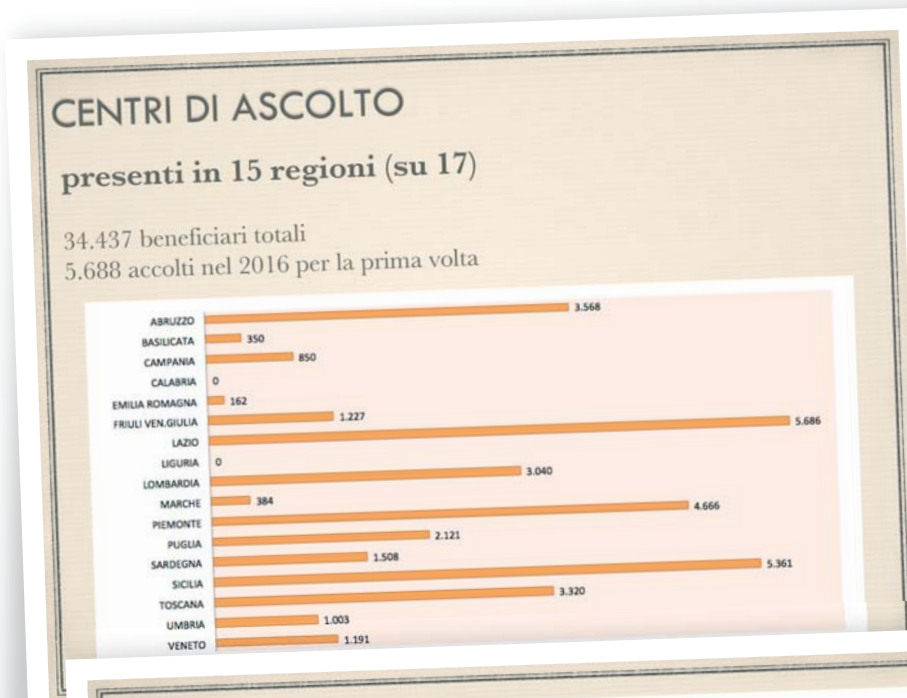 CENTRI DI ASCOLTO
presenti in 15 regioni (su 17)
34.437 beneficiari totali
5.688 accolti nel 2016 per la prima volta
ABRUZZO 3.568
BASILICATA 350
CAMPANIA 850
CALABRIA 0
EMILIA ROMAGNA 162
FRIULI VEN.GIULIA 1.227
LAZIO 5.686
LIGURIA 0
LOMBARDIA 3.040
MARCHE 384
PIEMONTE 4.666
PUGLIA 2.121
SARDEGNA 1.508
SICILIA 5.361
TOSCANA 3.320
UMBRIA 1.003
VENETO 1.191